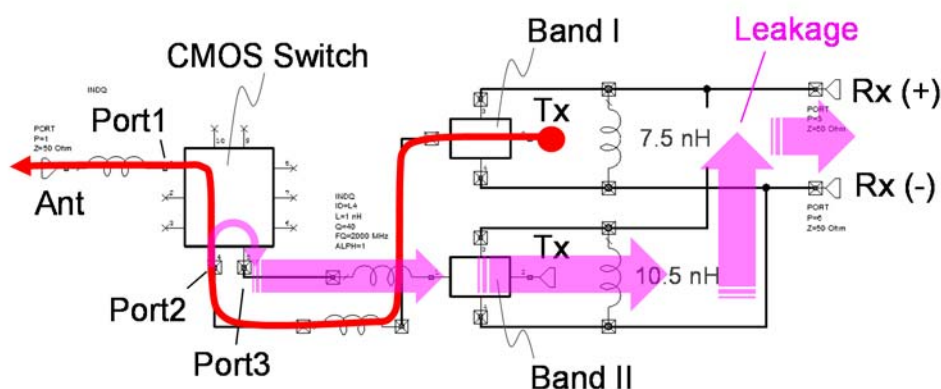 Band I
Leakage
CMOS Switch
INDQ
Tx
Rx (+)
PORT
P=1
Z=50 Ohm
Port1
10
9
PORT
Z=50 Ohm
7.5 nH
Ant
INDQ
ID=L4
L=1 nH
Q=40
FQ=2000 MHz
ALPH=1
Rx (-)
Tx
PORT
P=6
Z=50 Ohm
10.5 nH
Port2
Port3
Band II